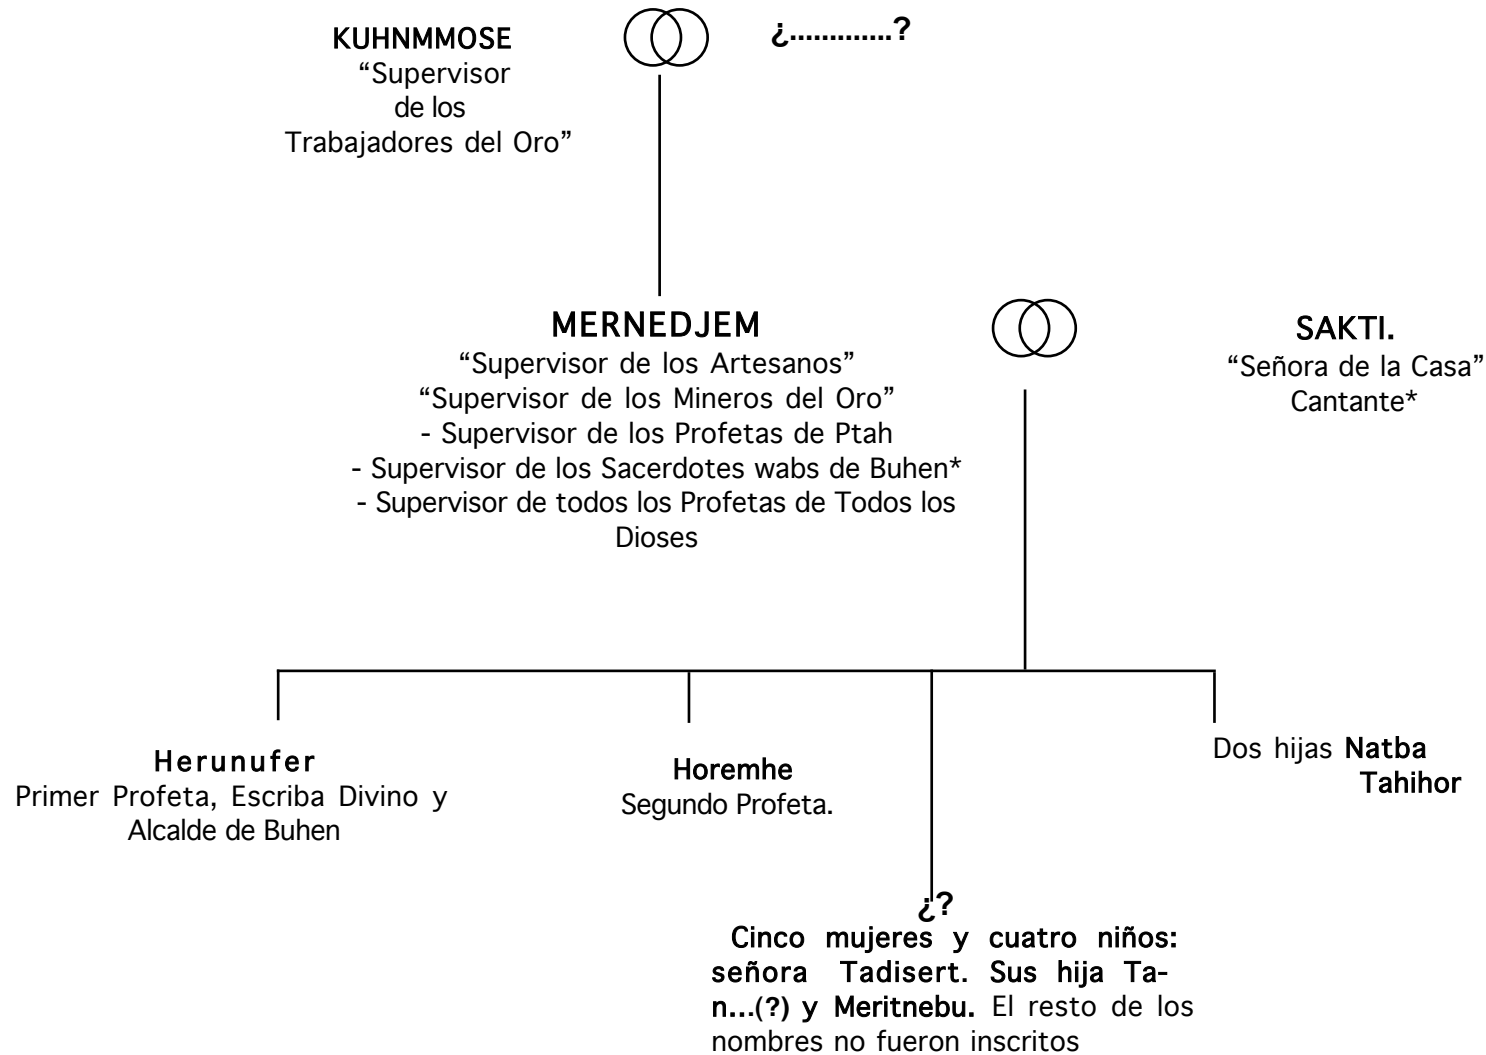 KUHNMMOSE
“Supervisor
de los
Trabajadores del Oro”
¿.............?
MERNEDJEM
“Supervisor de los Artesanos”
“Supervisor de los Mineros del Oro”
- Supervisor de los Profetas de Ptah
- Supervisor de los Sacerdotes wabs de Buhen*
- Supervisor de todos los Profetas de Todos los
Dioses
SAKTI.
“Señora de la Casa”
Cantante*
Herunufer
Primer Profeta, Escriba Divino y
Alcalde de Buhen
Horemhe
Segundo Profeta.
¿?
Cinco mujeres y cuatro niños:
señora Tadisert. Sus hija Ta-
n...(?) y Meritnebu. El resto de los
nombres no fueron inscritos
Dos hijas Natba
Tahihor